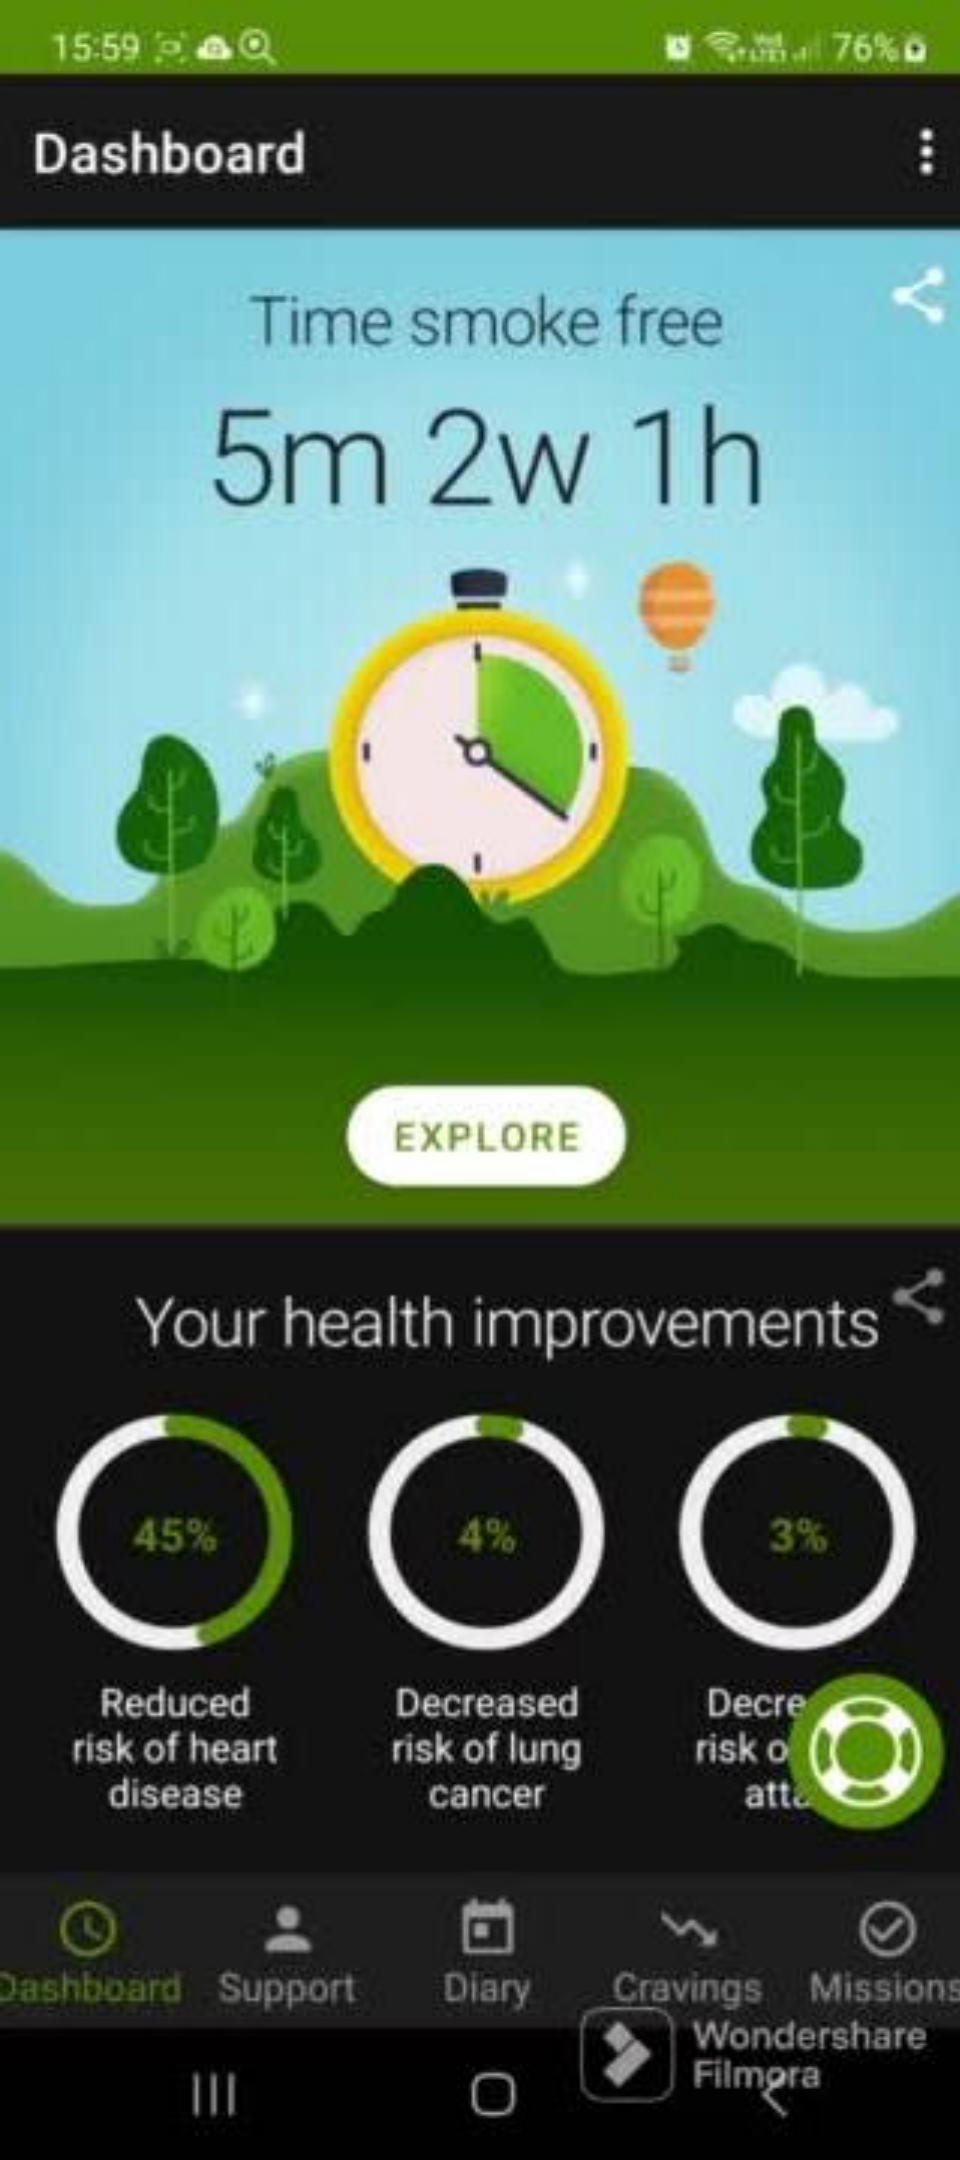 15:59
76%
Dashboard
Time smoke free
5m 2w 1h
EXPLORE
Your health improvements
45%
4%
3%
Reduced
risk of heart
disease
Decreased
risk of lung
cancer
Decre
risk o
atta
Dashboard
Support
Diary
Cravings
Missions
Wondershare
Filmora